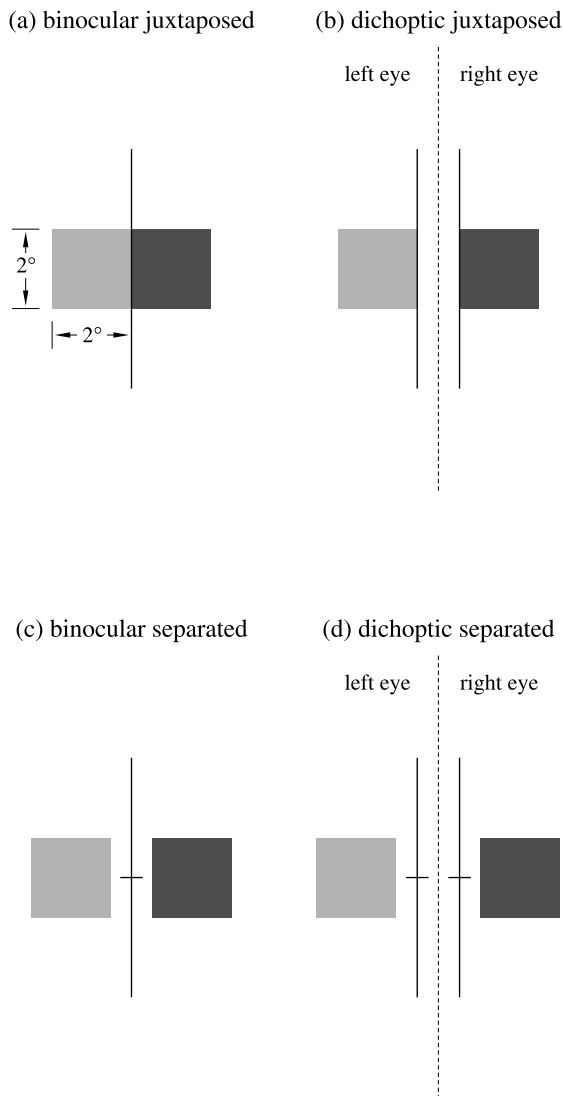 (a) binocular juxtaposed
(b) dichoptic juxtaposed
left eye
right eye
2°
2°
(c) binocular separated
(d) dichoptic separated
left eye
right eye